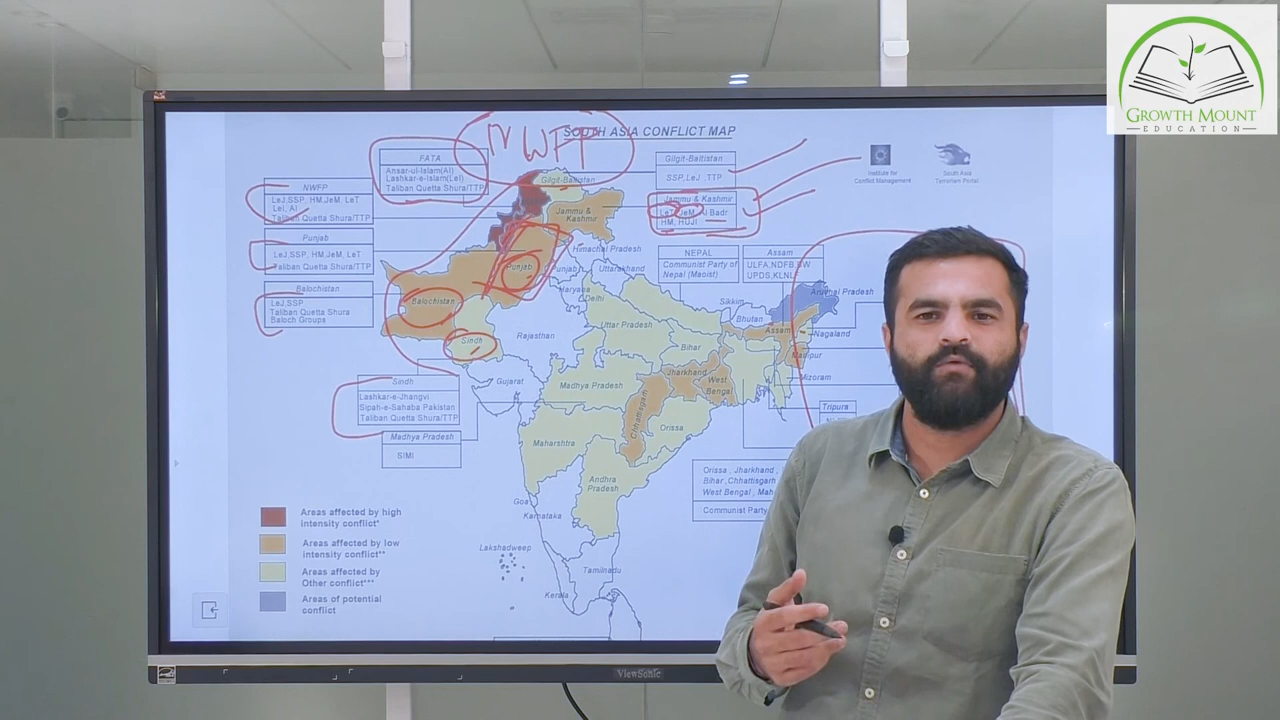 GROWTH MOUNT
EDUCATION
SOUTH ASIA CONFLICT MAP
NWFP
FATA
Ansar-ul-Islam(AI)
Lashkar-e-Islam(LeI)
Taliban Quetta Shura/TTP
NWFP
LeJ,SSP, HM,JeM, LeT
LeI, AI
Taliban Quetta Shura/TTP
Punjab
LeJ,SSP, HM,JeM, LeT
Taliban Quetta Shura/TTP
Balochistan
LeJ,SSP
Taliban Quetta Shura
Baloch Groups
Sindh
Lashkar-e-Jhangvi
Sipah-e-Sahaba Pakistan
Taliban Quetta Shura/TTP
Madhya Pradesh
SIMI
Gilgit-Baltistan
SSP,LeJ ,TTP
Jammu & Kashmir
LeT, JeM, Al Badr
HM, HUJI
Institute for
Conflict Management
South Asia
Terrorism Portal
NEPAL
Communist Party of
Nepal (Maoist)
Assam
ULFA,NDFB,
UPDS,KLNLF
Gilgit-Baltistan
Jammu &
Kashmir
Himachal Pradesh
Punjab
Punjab
Uttarakhand
Haryana
Delhi
Balochistan
Sindh
Rajasthan
Uttar Pradesh
Sikkim
Bhutan
Assam
Pradesh
Nagaland
Manipur
Mizoram
Tripura
Bihar
Gujarat
Madhya Pradesh
Jharkhand
West
Bengal
Chhattisgarh
Orissa
Maharshtra
Andhra
Pradesh
Goa
Karnataka
Lakshadweep
Tamilnadu
Kerala
Orissa , Jharkhand ,
Bihar ,Chhattisgarh
West Bengal , Mah
Communist Party
Areas affected by high
intensity conflict*
Areas affected by low
intensity conflict**
Areas affected by
Other conflict***
Areas of potential
conflict
ViewSonic